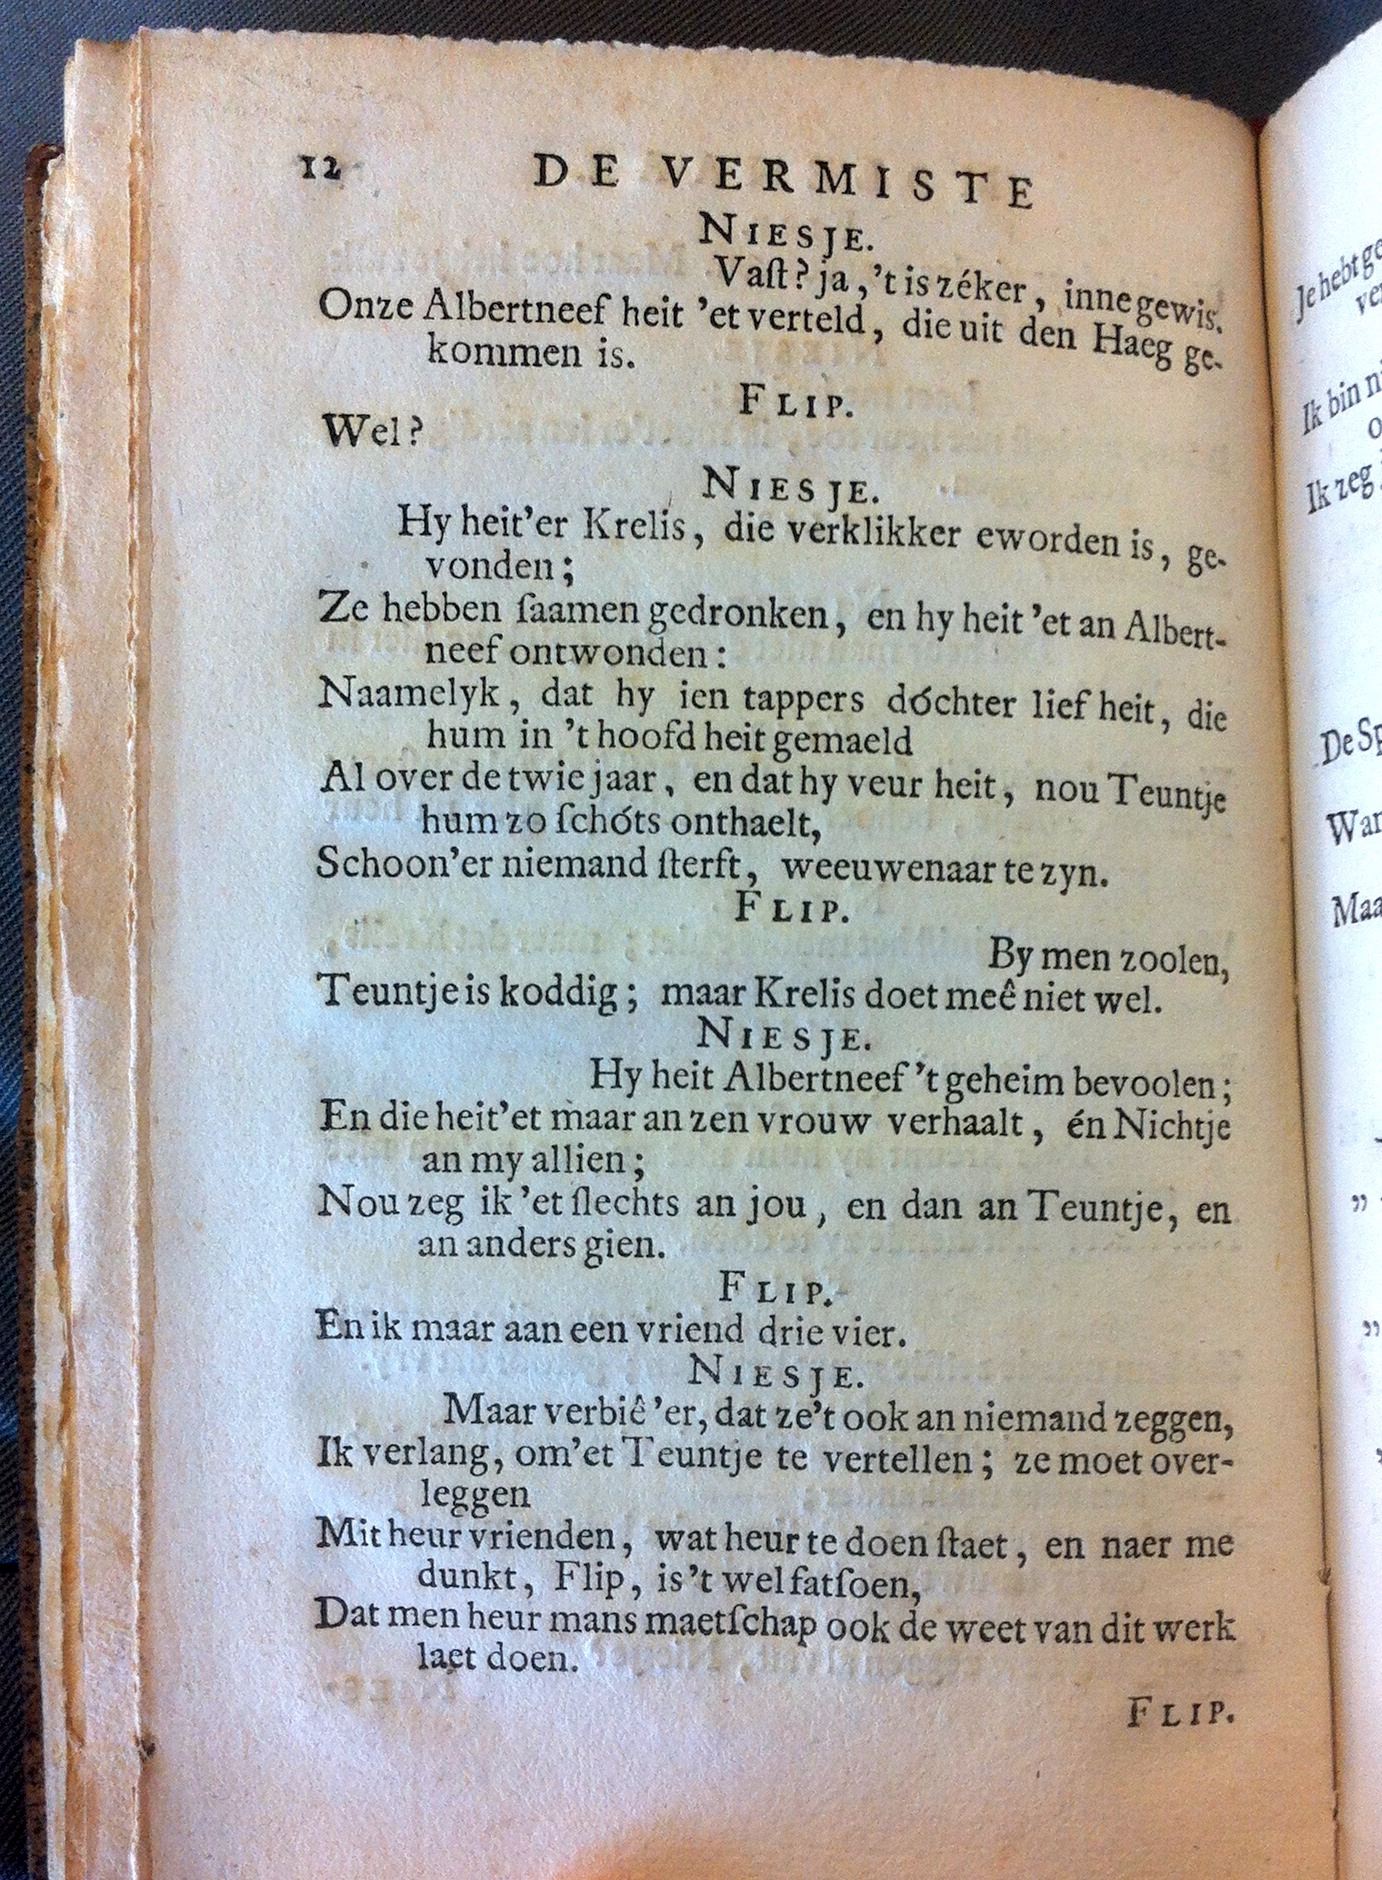 12 DE VERMISTE
NIESJE.
Vaſt? ja, 't is zéker, inne gewis.
Onze Albertneef heit 'et verteld, die uit den Haeg ge-
kommen is.
FLIP.
Wel?
NIESJE.
Hy heit'er Krelis, die verklikker eworden is, ge-
vonden;
Ze hebben ſaamen gedronken, en hy heit 'et an Albert-
neef ontwonden:
Naamelyk, dat hy ien tappers dóchter lief heit, die
hum in 't hoofd heit gemaeld
Al over de twie jaar, en dat hy veur heit, nou Teuntje
hum zo ſchóts onthaelt,
Schoon'er niemand ſterft, weeuwenaar te zyn.
FLIP.
By men zoolen,
Teuntje is koddig; maar Krelis doet meê niet wel.
NIESJE.
Hy heit Albertneef 't geheim bevoolen;
En die heit'et maar an zen vrouw verhaalt, én Nichtje
an my allien;
Nou zeg ik 'et ſlechts an jou, en dan an Teuntje, en
an anders gien.
FLIP.
En ik maar aan een vriend drie vier.
NIESJE.
Maar verbiê 'er, dat ze't ook an niemand zeggen,
Ik verlang, om'et Teuntje te vertellen; ze moet over-
leggen
Mit heur vrienden, wat heur te doen ſtaet, en naer me
dunkt, Flip, is 't wel fatſoen,
Dat men heur mans maetſchap ook de weet van dit werk
laet doen.
FLIP.
Je hebt ge
Ik bin ni
Ik zeg
De Sp
War
Maa